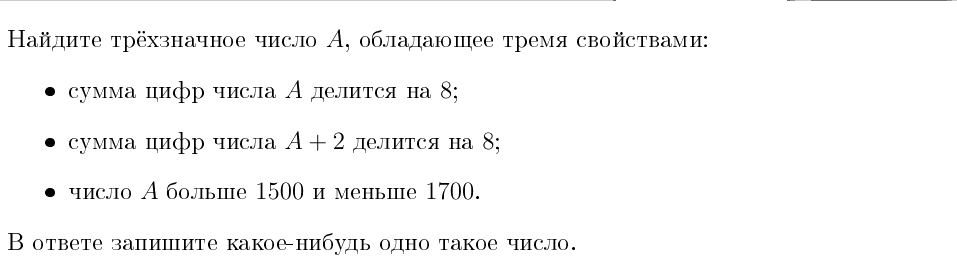 Найдите трёхзначное число A, обладающее тремя свойствами:
• сумма цифр числа A делится на 8;
• сумма цифр числа A + 2 делится на 8;
• число A больше 1500 и меньше 1700.
В ответе запишите какое-нибудь одно такое число.